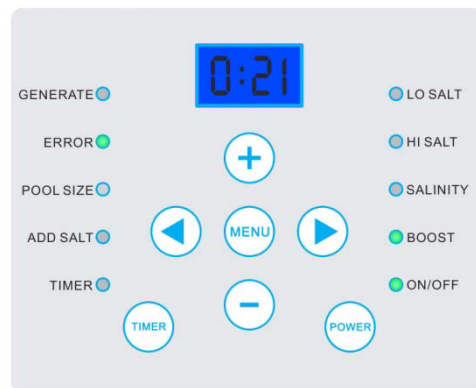 0:21
GENERATE
LO SALT
ERROR
+
HI SALT
POOL SIZE
SALINITY
ADD SALT
MENU
BOOST
TIMER
−
ON/OFF
TIMER
POWER